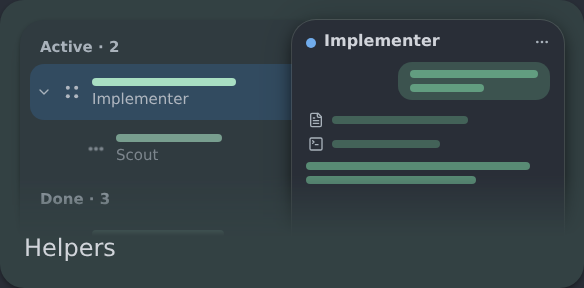 Active · 2
Implementer
Scout
Done · 3
Implementer
Helpers